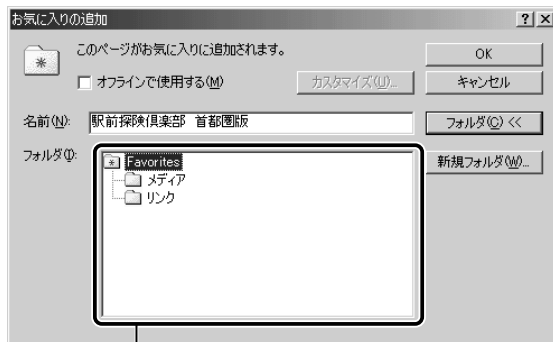 お気に入りの追加
このページがお気に入りに追加されます。
オフラインで使用する(M)
カスタマイズ(U)...
OK
キャンセル
名前(N):
駅前探険倶楽部 首都圏版
フォルダ(C) <<
フォルダ(I):
Favorites
メディア
リンク
新規フォルダ(W)...